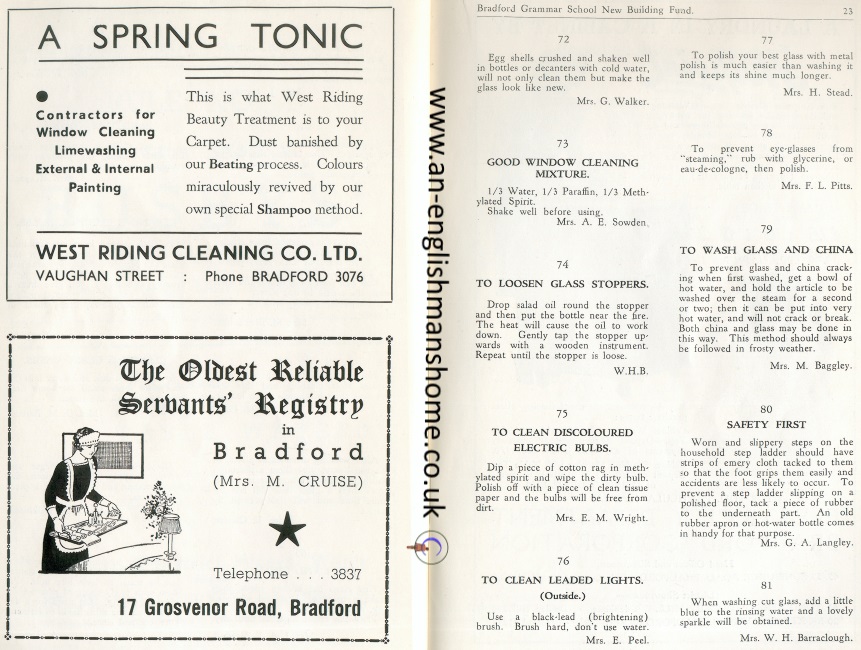 A SPRING TONIC
Contractors for
Window Cleaning
Limewashing
External & Internal
Painting
This is what West Riding
Beauty Treatment is to your
Carpet. Dust banished by
our Beating process. Colours
miraculously revived by our
own special Shampoo method.
WEST RIDING CLEANING CO. LTD.
VAUGHAN STREET : Phone BRADFORD 3076
The Oldest Reliable
Servants' Registry
in
Bradford
(Mrs. M. CRUISE)
Telephone . . . 3837
17 Grosvenor Road, Bradford
www.an-englishmanshome.co.uk
Bradford Grammar School New Building Fund. 23
72
Egg shells crushed and shaken well
in bottles or decanters with cold water,
will not only clean them but make the
glass look like new.
Mrs. G. Walker.
73
GOOD WINDOW CLEANING
MIXTURE.
1/3 Water, 1/3 Paraffin, 1/3 Meth-
ylated Spirit.
Shake well before using.
Mrs. A. E. Sowden.
74
TO LOOSEN GLASS STOPPERS.
Drop salad oil round the stopper
and then put the bottle near the fire.
The heat will cause the oil to work
down. Gently tap the stopper up-
wards with a wooden instrument.
Repeat until the stopper is loose.
W.H.B.
75
TO CLEAN DISCOLOURED
ELECTRIC BULBS.
Dip a piece of cotton rag in meth-
ylated spirit and wipe the dirty bulb.
Polish off with a piece of clean tissue
paper and the bulbs will be free from
dirt.
Mrs. E. M. Wright.
76
TO CLEAN LEADED LIGHTS.
(Outside.)
Use a black-lead (brightening)
brush. Brush hard, don't use water.
Mrs. E. Peel.
77
To polish your best glass with metal
polish is much easier than washing it
and keeps its shine much longer.
Mrs. H. Stead.
78
To prevent eye-glasses from
"steaming," rub with glycerine, or
eau-de-cologne, then polish.
Mrs. F. L. Pitts.
79
TO WASH GLASS AND CHINA
To prevent glass and china crack-
ing when first washed, get a bowl of
hot water, and hold the article to be
washed over the steam for a second
or two; then it can be put into very
hot water, and will not crack or break.
Both china and glass may be done in
this way. This method should always
be followed in frosty weather.
Mrs. M. Baggley.
80
SAFETY FIRST
Worn and slippery steps on the
household step ladder should have
strips of emery cloth tacked to them
so that the foot grips them easily and
accidents are less likely to occur. To
prevent a step ladder slipping on a
polished floor, tack a piece of rubber
to the underneath part. An old
rubber apron or hot-water bottle comes
in handy for that purpose.
Mrs. G. A. Langley.
81
When washing cut glass, add a little
blue to the rinsing water and a lovely
sparkle will be obtained.
Mrs. W. H. Barraclough.